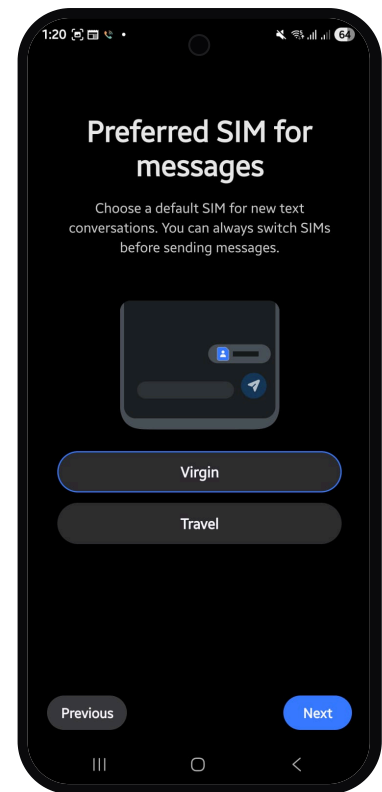 1:20
64
Preferred SIM for
messages
Choose a default SIM for new text
conversations. You can always switch SIMs
before sending messages.
Virgin
Travel
Previous
Next